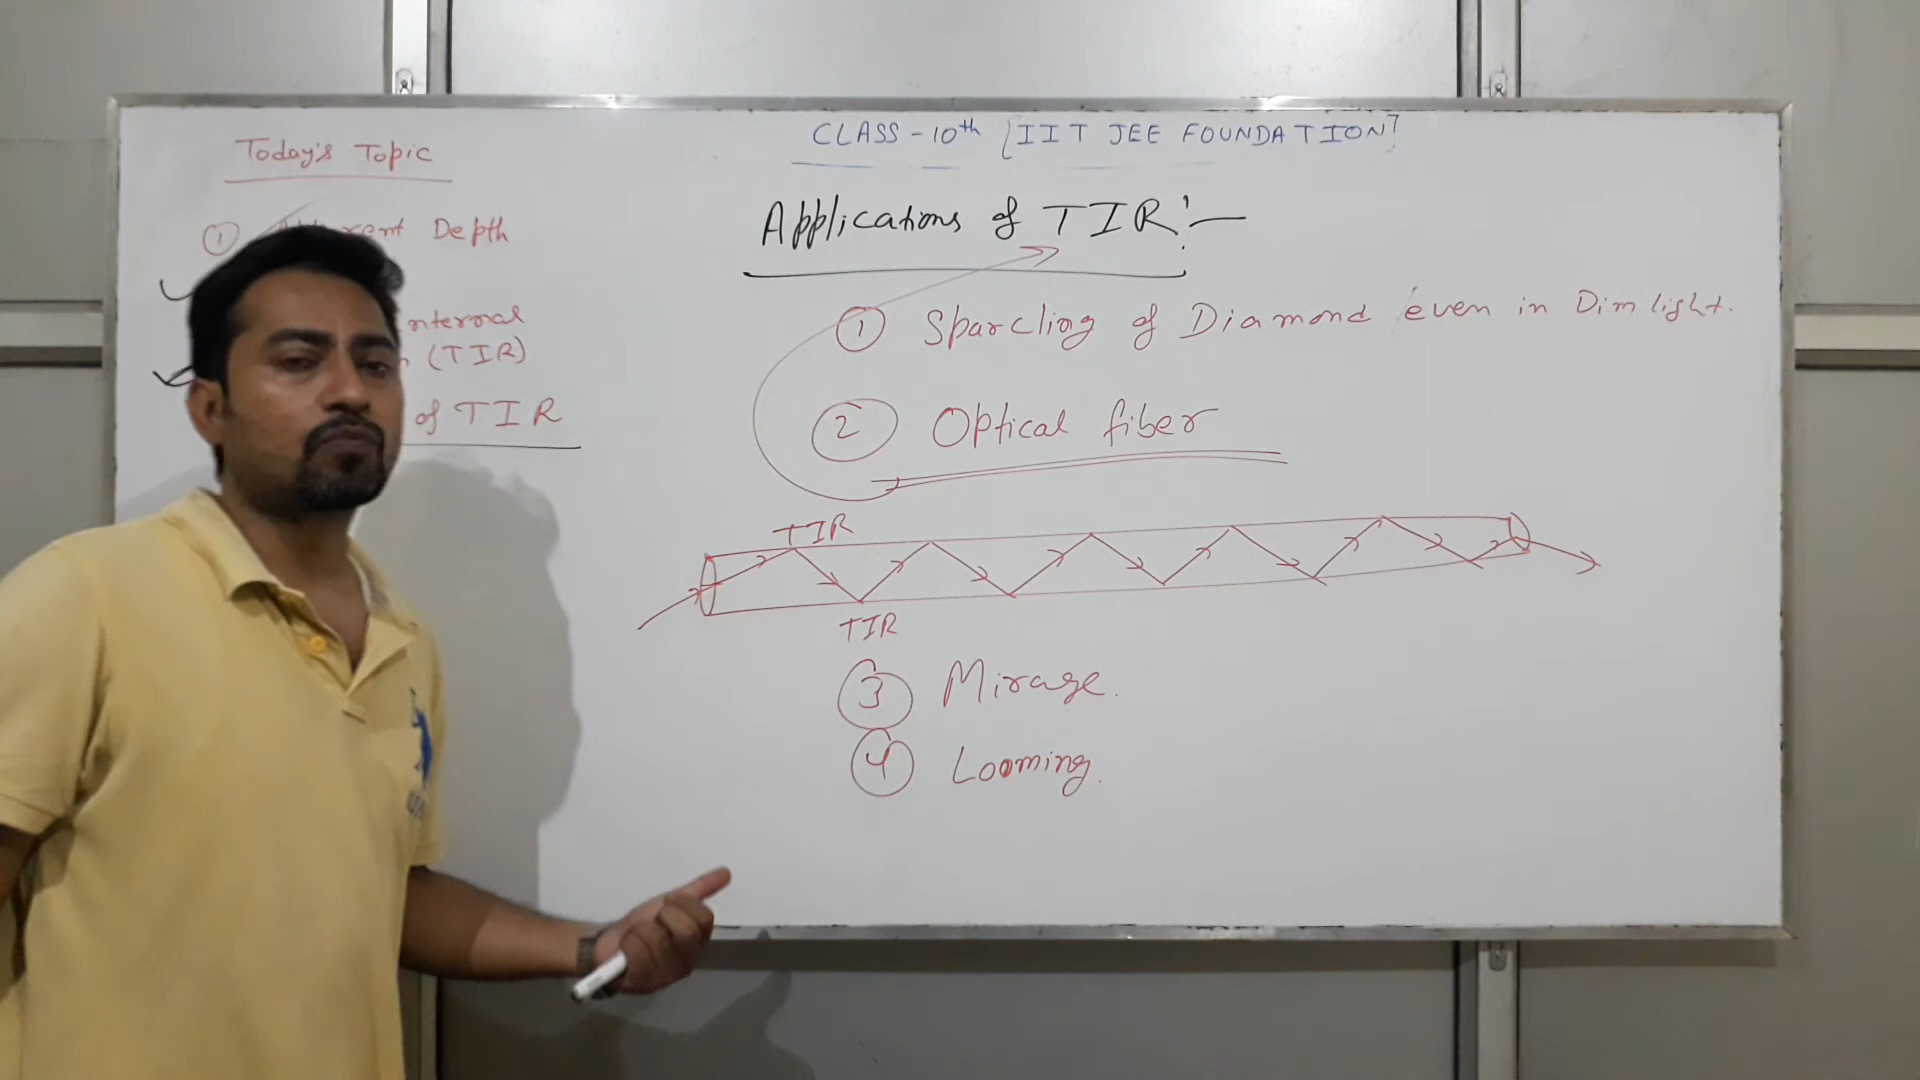 CLASS - 10th [IIT JEE FOUNDATION]
Today's Topic
① Depth
(TIR)
of TIR
Applications of TIR:—
① Sparcling of Diamond even in Dim light.
② Optical fiber
TIR
TIR
③ Mirage.
④ Looming.